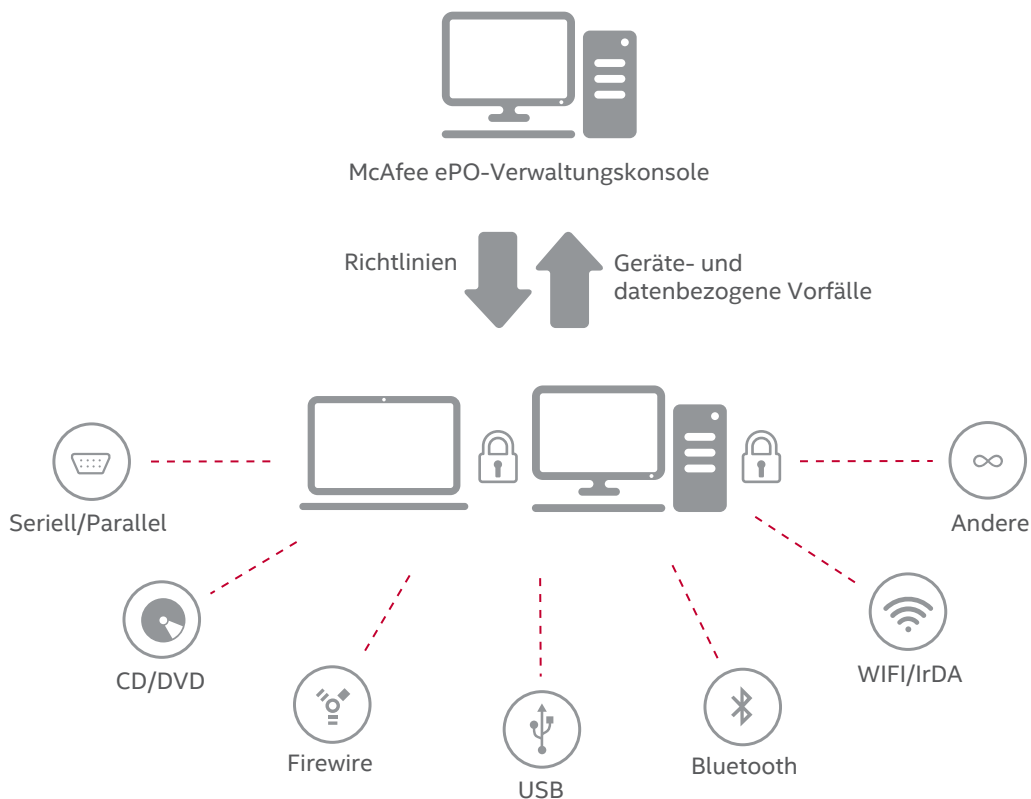 McAfee ePO-Verwaltungskonsole
Richtlinien
Geräte- und
datenbezogene Vorfälle
Seriell/Parallel
Andere
CD/DVD
WIFI/IrDA
Firewire
Bluetooth
USB